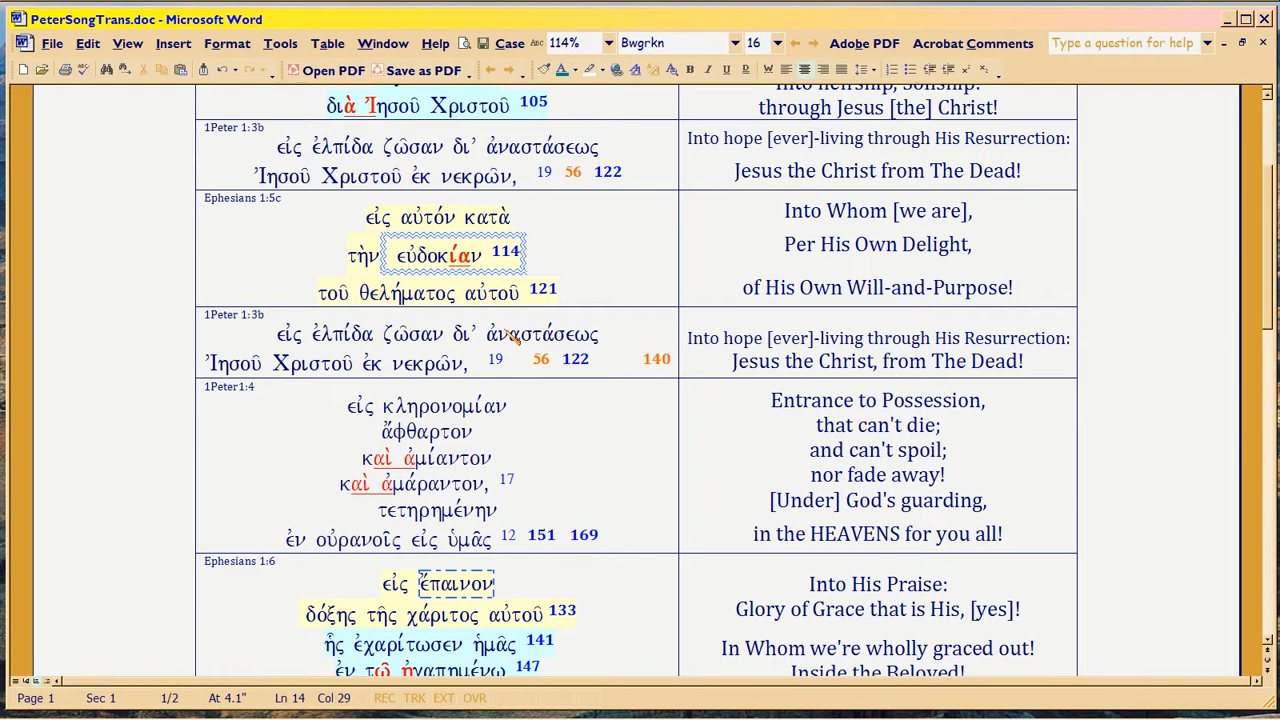 PeterSongTrans.doc - Microsoft Word
File Edit View Insert Format Tools Table Window Help Case 114% Bwgrkn 16 Adobe PDF Acrobat Comments Type a question for help
Open PDF Save as PDF
Into heirship, Sonship:
διὰ Ἰησοῦ Χριστοῦ 105
through Jesus [the] Christ!
1Peter 1:3b
εἰς ἐλπίδα ζῶσαν δι’ ἀναστάσεως
Ἰησοῦ Χριστοῦ ἐκ νεκρῶν, 19 56 122
Into hope [ever]-living through His Resurrection:
Jesus the Christ from The Dead!
Ephesians 1:5c
εἰς αὐτόν κατὰ
τὴν εὐδοκίαν 114
τοῦ θελήματος αὐτοῦ 121
Into Whom [we are],
Per His Own Delight,
of His Own Will-and-Purpose!
1Peter 1:3b
εἰς ἐλπίδα ζῶσαν δι’ ἀναστάσεως
Ἰησοῦ Χριστοῦ ἐκ νεκρῶν, 19 56 122 140
Into hope [ever]-living through His Resurrection:
Jesus the Christ, from The Dead!
1Peter1:4
εἰς κληρονομίαν
ἄφθαρτον
καὶ ἀμίαντον
καὶ ἀμάραντον, 17
τετηρημένην
ἐν οὐρανοῖς εἰς ὑμᾶς 12 151 169
Entrance to Possession,
that can't die;
and can't spoil;
nor fade away!
[Under] God's guarding,
in the HEAVENS for you all!
Ephesians 1:6
εἰς ἔπαινον
δόξης τῆς χάριτος αὐτοῦ 133
ἧς ἐχαρίτωσεν ἡμᾶς 141
ἐν τῷ ἠγαπημένῳ 147
Into His Praise:
Glory of Grace that is His, [yes]!
In Whom we're wholly graced out!
Inside the Beloved!
Page 1 Sec 1 1/2 At 4.1" Ln 14 Col 29 REC TRK EXT OVR